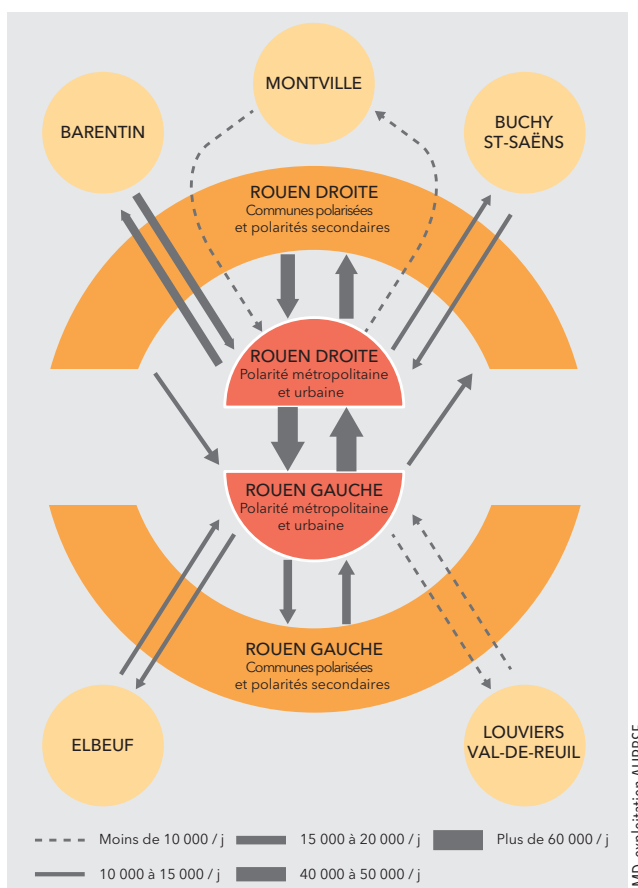 MONTVILLE
BARENTIN
BUCHY
ST-SAËNS
ROUEN DROITE
Communes polarisées
et polarités secondaires
ROUEN DROITE
Polarité métropolitaine
et urbaine
ROUEN GAUCHE
Polarité métropolitaine
et urbaine
ROUEN GAUCHE
Communes polarisées
et polarités secondaires
ELBEUF
LOUVIERS
VAL-DE-REUIL
Moins de 10 000 / j
15 000 à 20 000 / j
Plus de 60 000 / j
10 000 à 15 000 / j
40 000 à 50 000 / j
exploitation